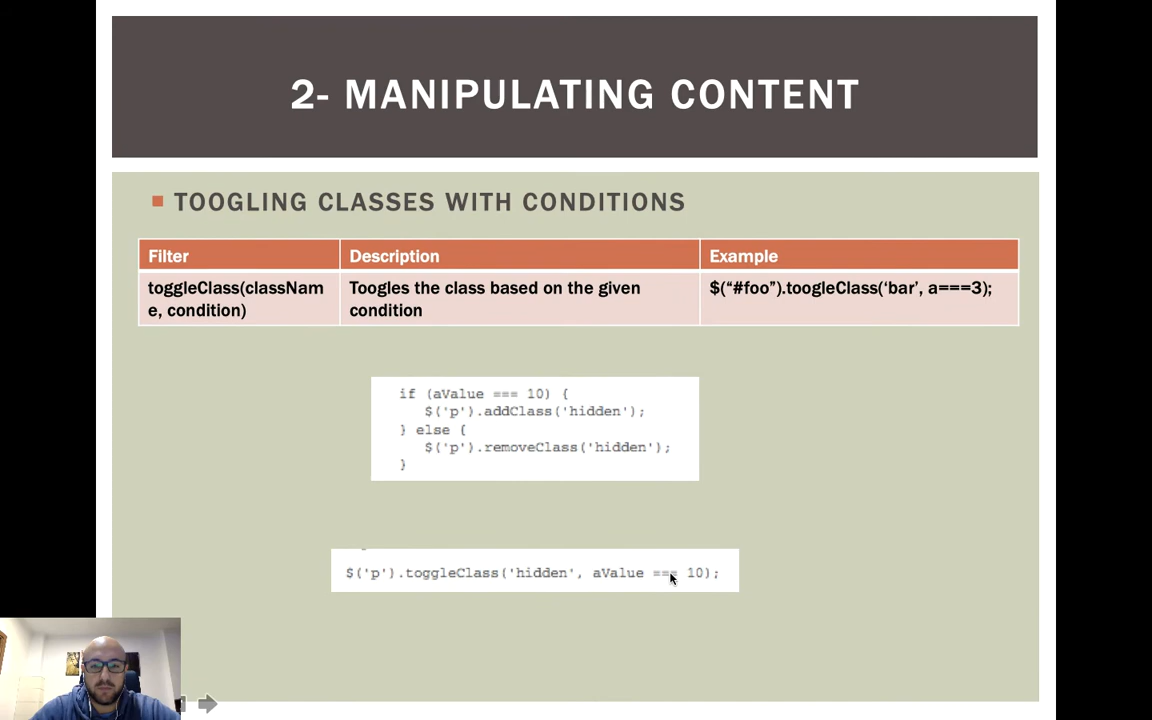 2- MANIPULATING CONTENT
TOOGLING CLASSES WITH CONDITIONS
Filter Description Example
toggleClass(classNam
e, condition)
Toogles the class based on the given
condition
$(“#foo”).toogleClass(‘bar’, a===3);
if (aValue === 10) {
$('p').addClass('hidden');
} else {
$('p').removeClass('hidden');
}
$('p').toggleClass('hidden', aValue === 10);